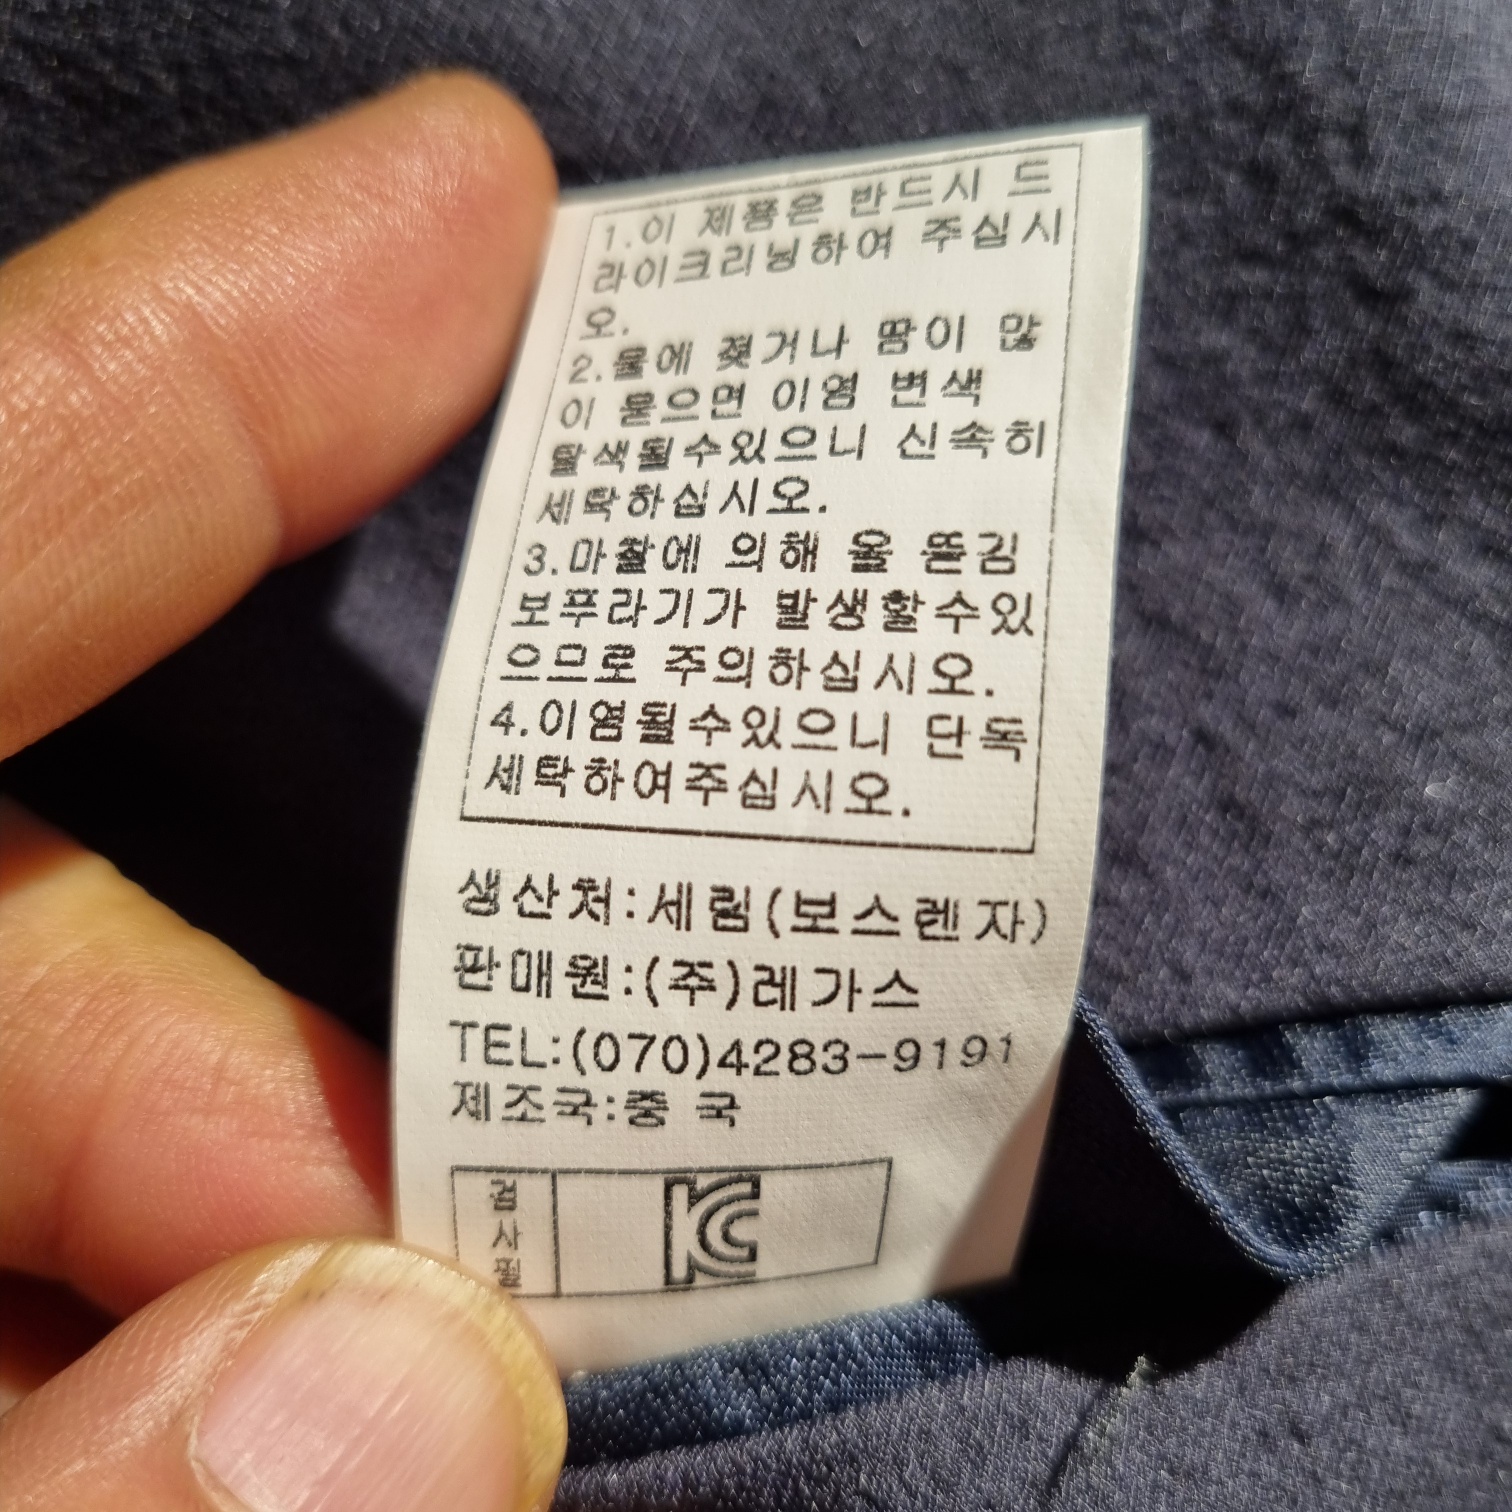 1.이 제품은 반드시 드
라이크리닝하여 주십시
오.
2.물에 젖거나 땀이 많
이 묻으면 이염 변색
탈색될수있으니 신속히
세탁하십시오.
3.마찰에 의해 올 뜯김
보푸라기가 발생할수있
으므로 주의하십시오.
4.이염될수있으니 단독
세탁하여주십시오.
생산처:세림(보스렌자)
판매원:(주)레가스
TEL:(070)4283-9191
제조국:중 국
검사필
KC